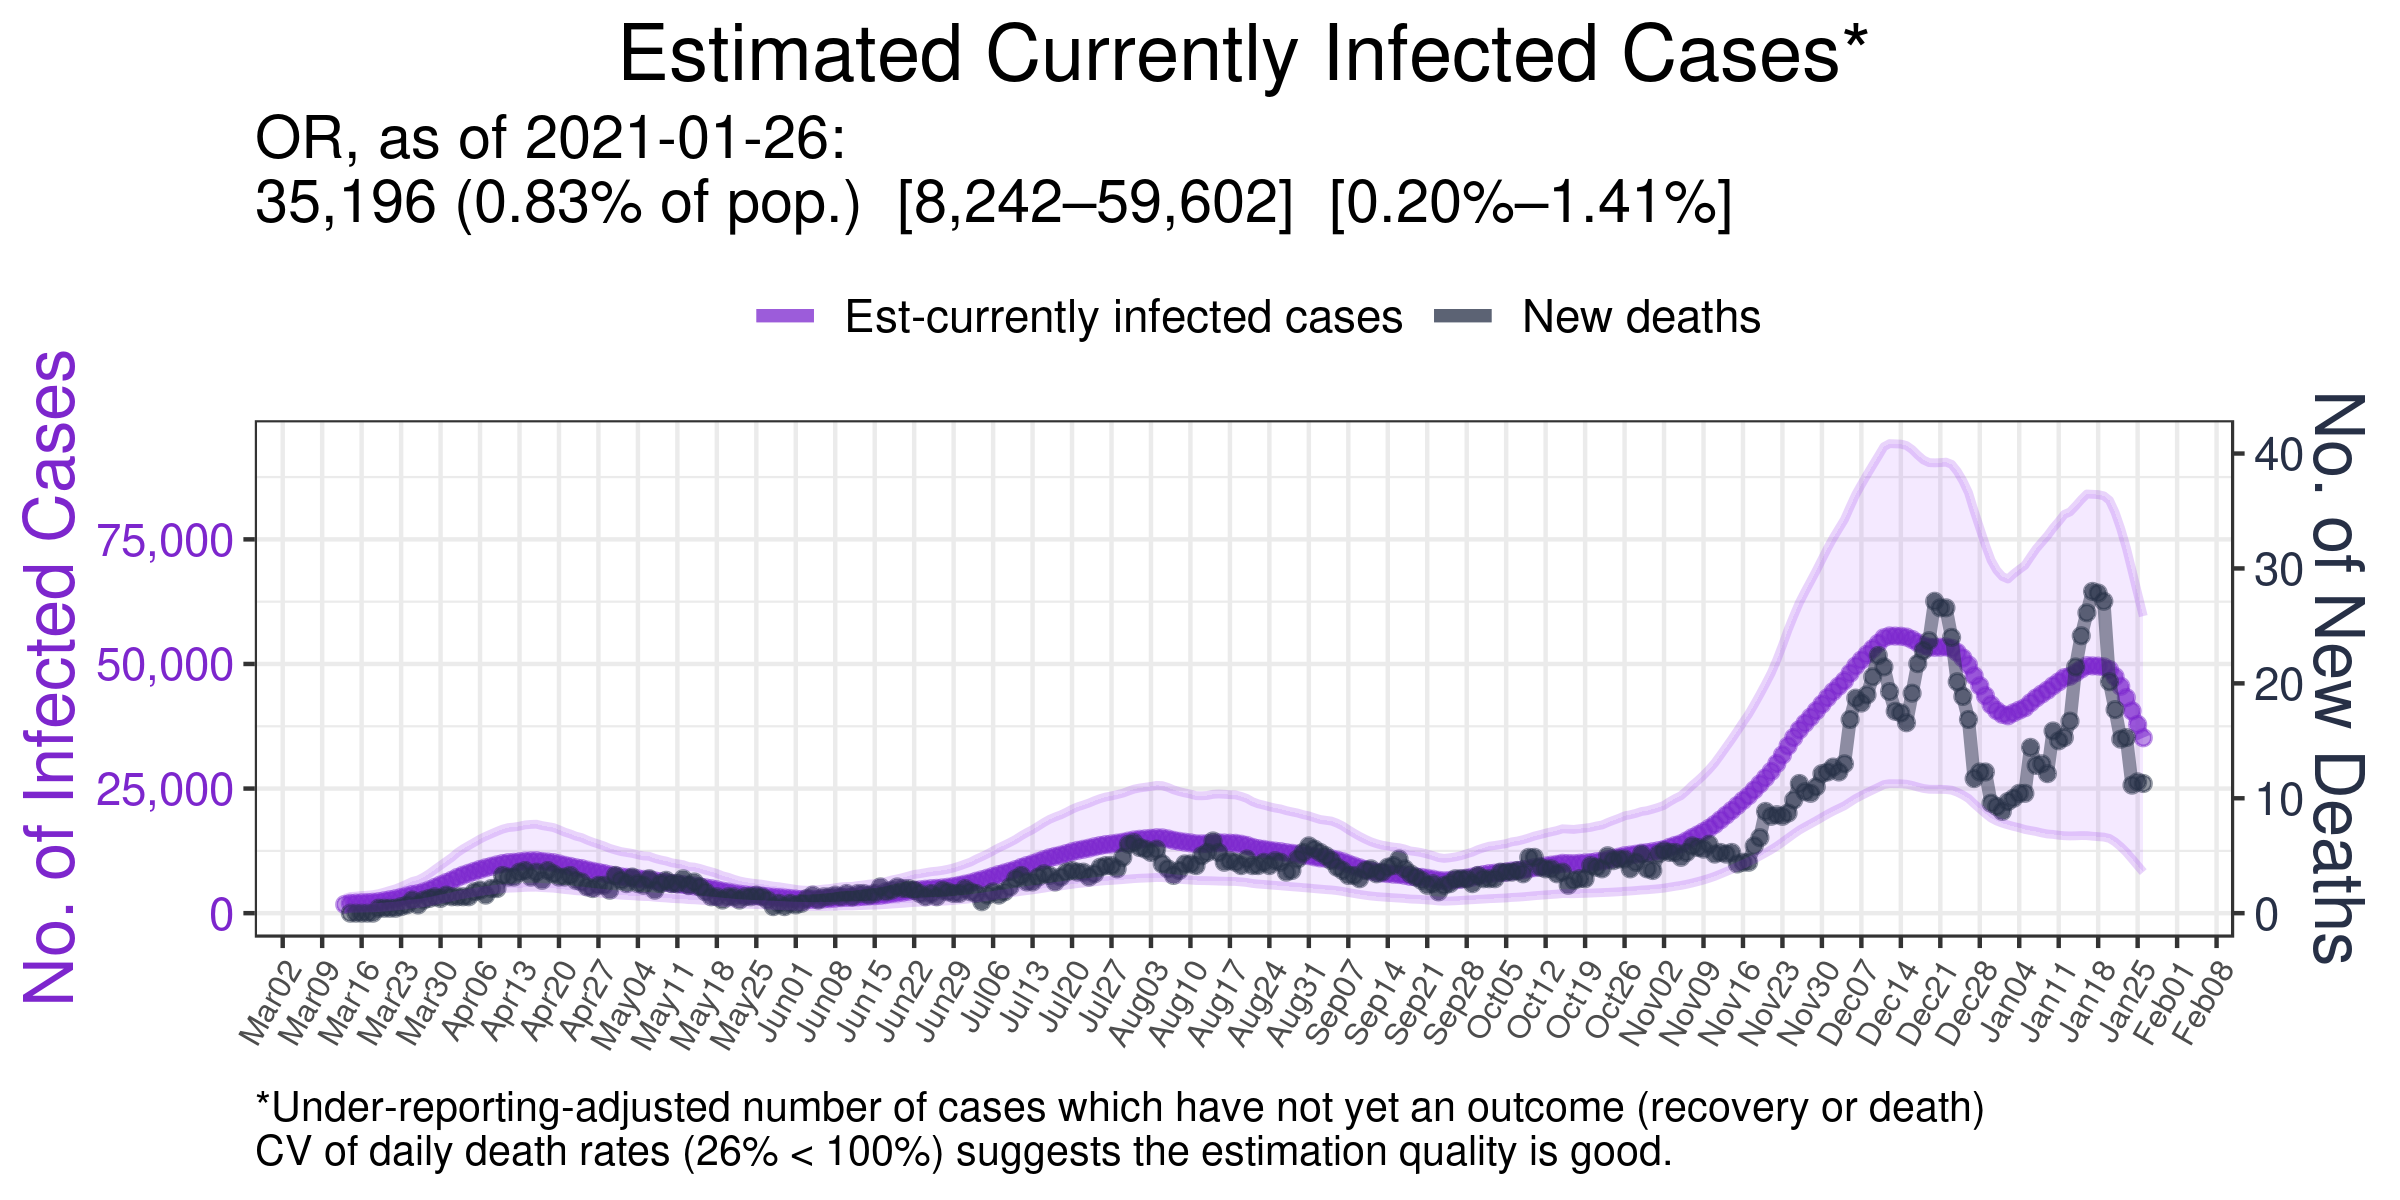 Estimated Currently Infected Cases*
OR, as of 2021-01-26:
35,196 (0.83% of pop.) [8,242–59,602] [0.20%–1.41%]
Est-currently infected cases New deaths
No. of Infected Cases
75,000
50,000
25,000
0
40
30
20
10
0
No. of New Deaths
Mar02 Mar09 Mar16 Mar23 Mar30 Apr06 Apr13 Apr20 Apr27 May04 May11 May18 May25 Jun01 Jun08 Jun15 Jun22 Jun29 Jul06 Jul13 Jul20 Jul27 Aug03 Aug10 Aug17 Aug24 Aug31 Sep07 Sep14 Sep21 Sep28 Oct05 Oct12 Oct19 Oct26 Nov02 Nov09 Nov16 Nov23 Nov30 Dec07 Dec14 Dec21 Dec28 Jan04 Jan11 Jan18 Jan25 Feb01 Feb08
*Under-reporting-adjusted number of cases which have not yet an outcome (recovery or death)
CV of daily death rates (26% < 100%) suggests the estimation quality is good.